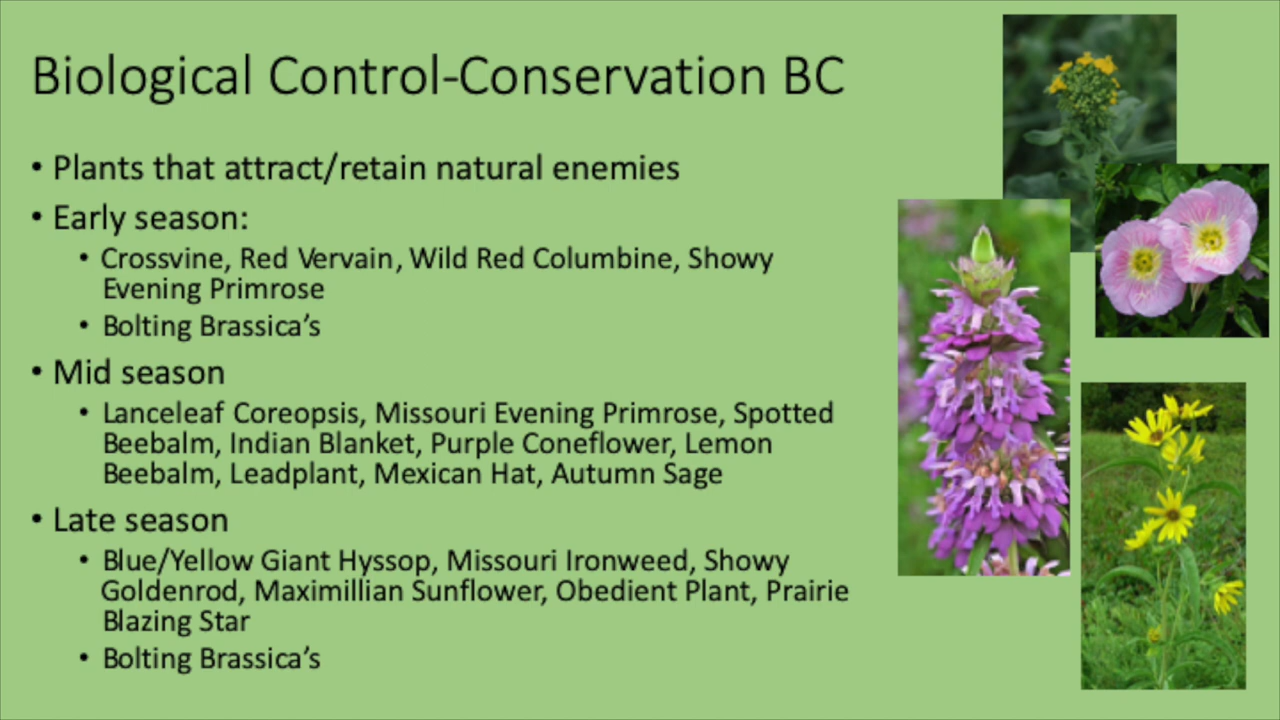 Biological Control-Conservation BC
• Plants that attract/retain natural enemies
• Early season:
• Crossvine, Red Vervain, Wild Red Columbine, Showy
Evening Primrose
• Bolting Brassica's
• Mid season
• Lanceleaf Coreopsis, Missouri Evening Primrose, Spotted
Beebalm, Indian Blanket, Purple Coneflower, Lemon
Beebalm, Leadplant, Mexican Hat, Autumn Sage
• Late season
• Blue/Yellow Giant Hyssop, Missouri Ironweed, Showy
Goldenrod, Maximillian Sunflower, Obedient Plant, Prairie
Blazing Star
• Bolting Brassica's